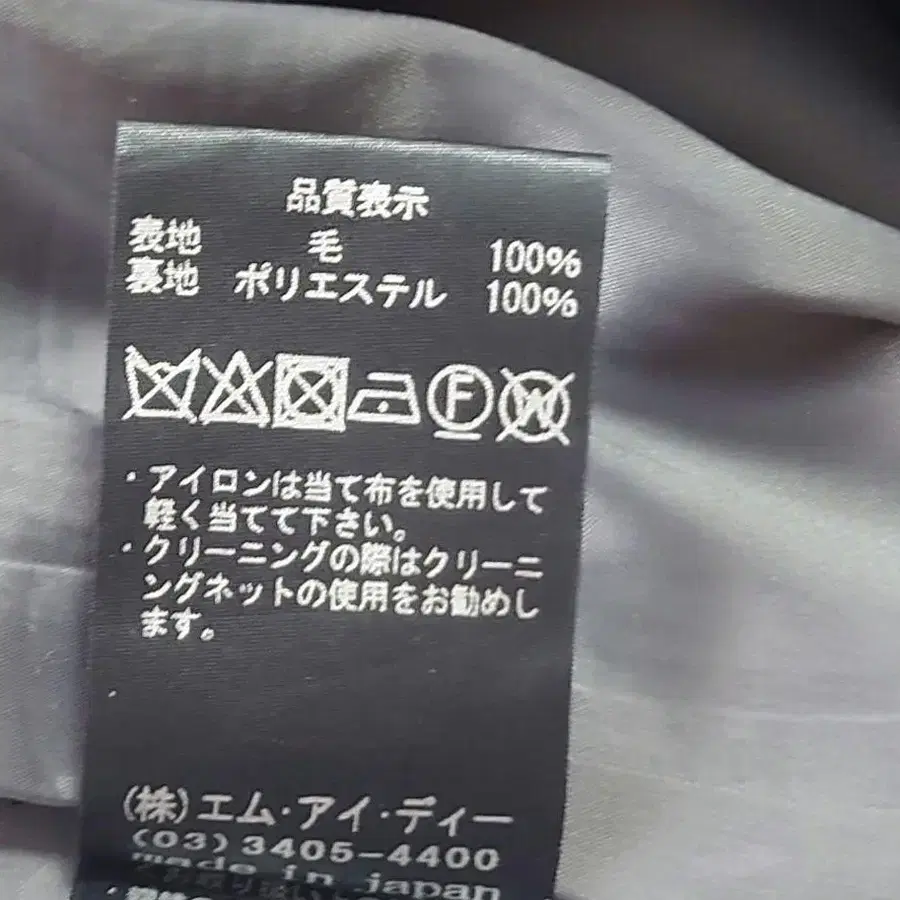 品質表示
表地 毛 100%
裏地 ポリエステル 100%
F W
・アイロンは当て布を使用して
軽く当てて下さい。
・クリーニングの際はクリーニ
ングネットの使用をお勧めし
ます。
(株)エム・アイ・ディー
(03)3405-4400
made in japan